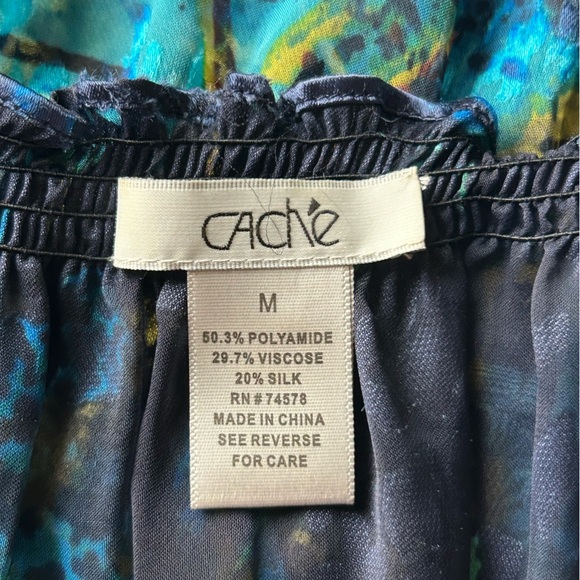 caché
M
50.3% POLYAMIDE
29.7% VISCOSE
20% SILK
RN # 74578
MADE IN CHINA
SEE REVERSE
FOR CARE